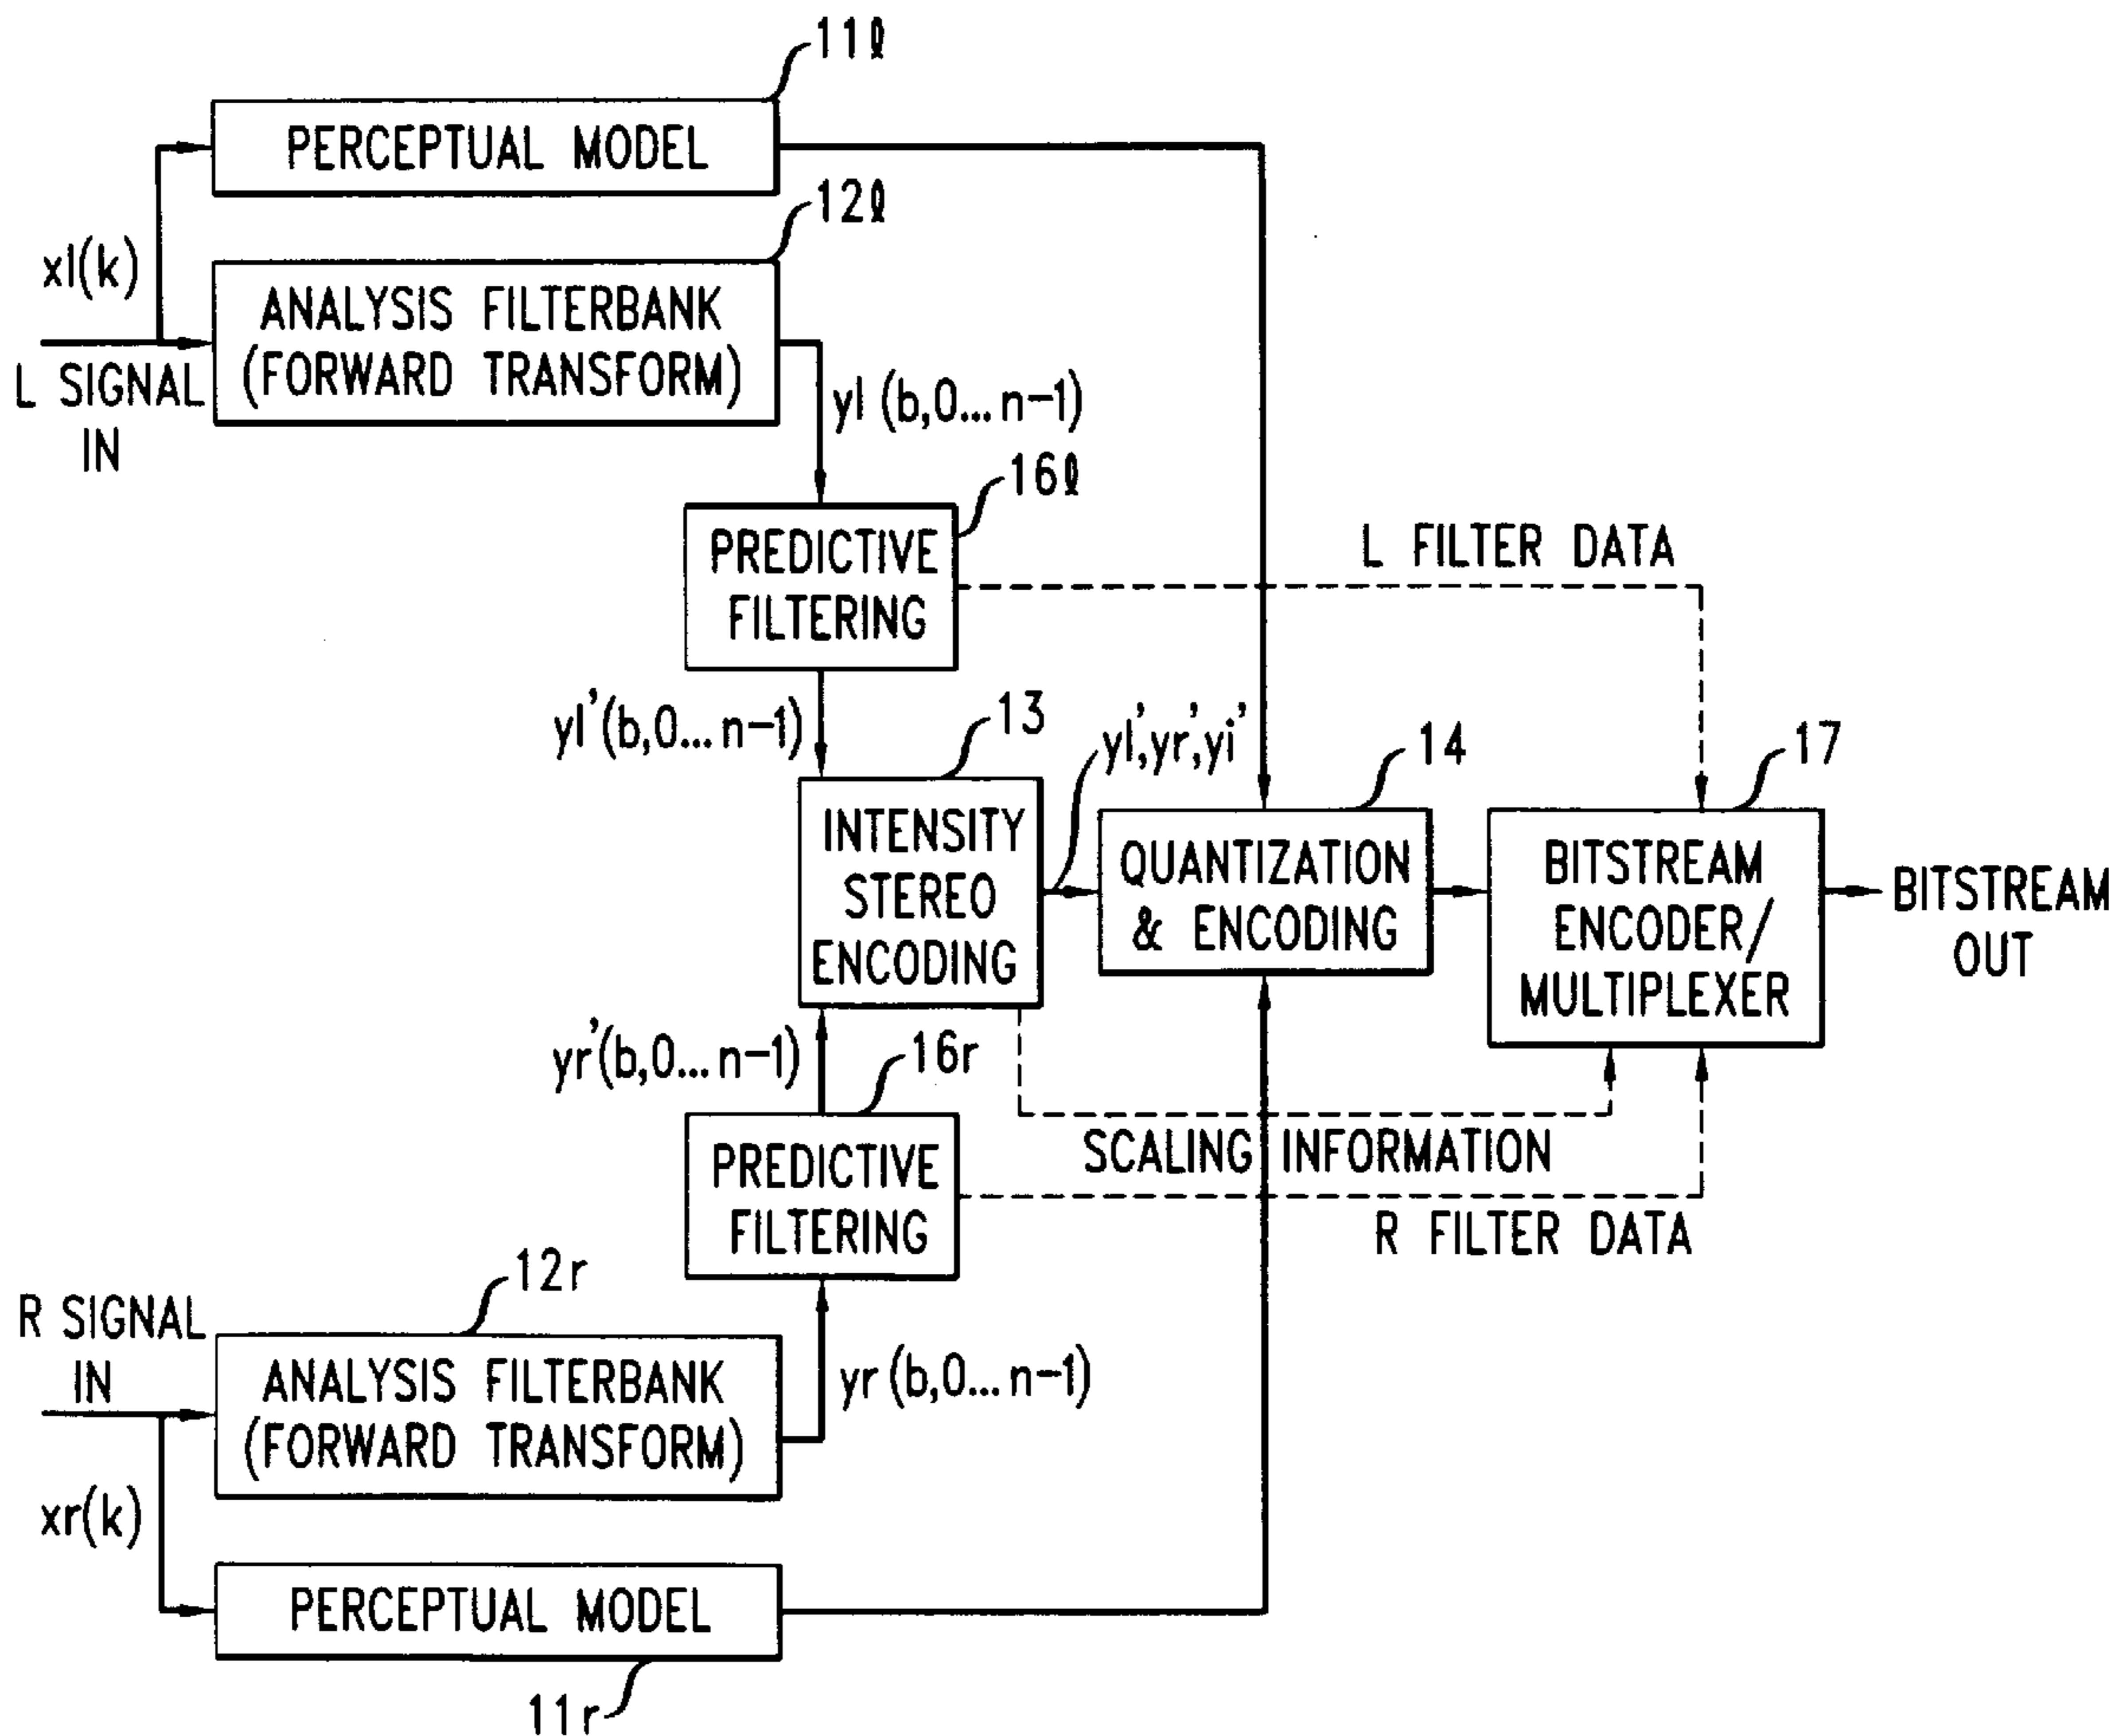 11ℓ
PERCEPTUAL MODEL
12ℓ
xl(k)
ANALYSIS FILTERBANK
(FORWARD TRANSFORM)
L SIGNAL
IN
yl (b,0... n-1)
16ℓ
PREDICTIVE
FILTERING
L FILTER DATA
yl'(b,0... n-1)
13
yl',yr',yi'
14
17
INTENSITY
STEREO
ENCODING
QUANTIZATION
& ENCODING
BITSTREAM
ENCODER/
MULTIPLEXER
BITSTREAM
OUT
yr'(b,0... n-1)
16r
PREDICTIVE
FILTERING
SCALING INFORMATION
R FILTER DATA
12r
R SIGNAL
IN
ANALYSIS FILTERBANK
(FORWARD TRANSFORM)
yr (b,0... n-1)
xr(k)
PERCEPTUAL MODEL
11r